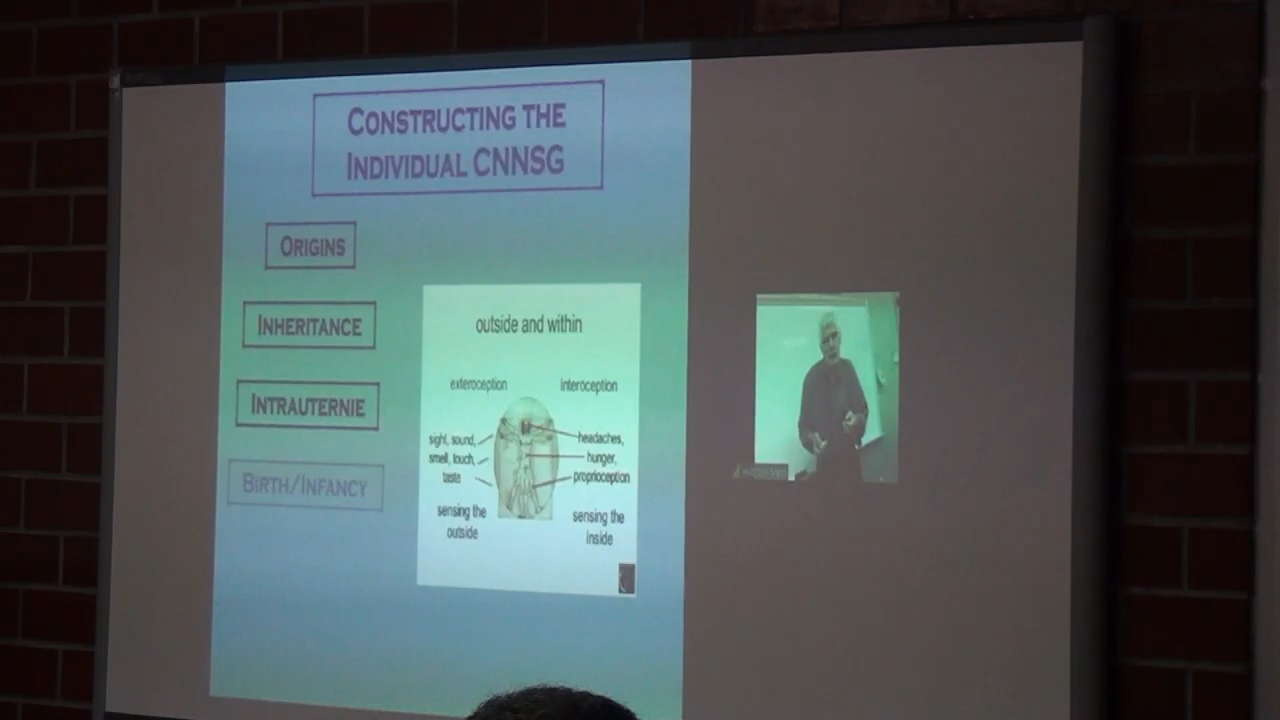 CONSTRUCTING THE
INDIVIDUAL CNNSG
ORIGINS
INHERITANCE
INTRAUTERNIE
BIRTH/INFANCY
outside and within
exteroception
interoception
sight, sound,
smell, touch,
taste
headaches,
hunger,
proprioception
sensing the
outside
sensing the
inside